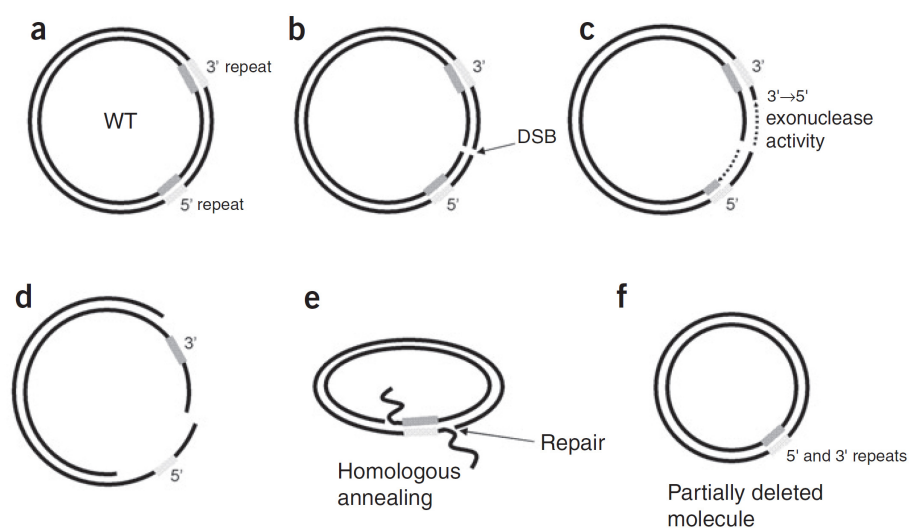 a
3' repeat
WT
5' repeat
b
3'
DSB
5'
c
3'
3'→5'
exonuclease
activity
5'
d
3'
5'
e
Repair
Homologous
annealing
f
5' and 3' repeats
Partially deleted
molecule